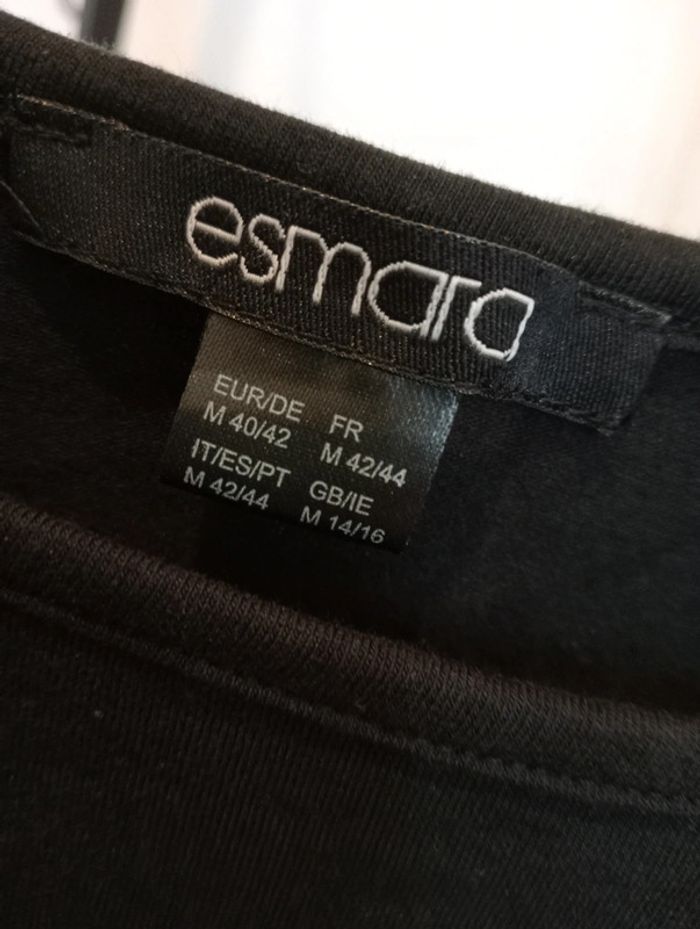 esmara
EUR/DE FR
M 40/42 M 42/44
IT/ES/PT GB/IE
M 42/44 M 14/16